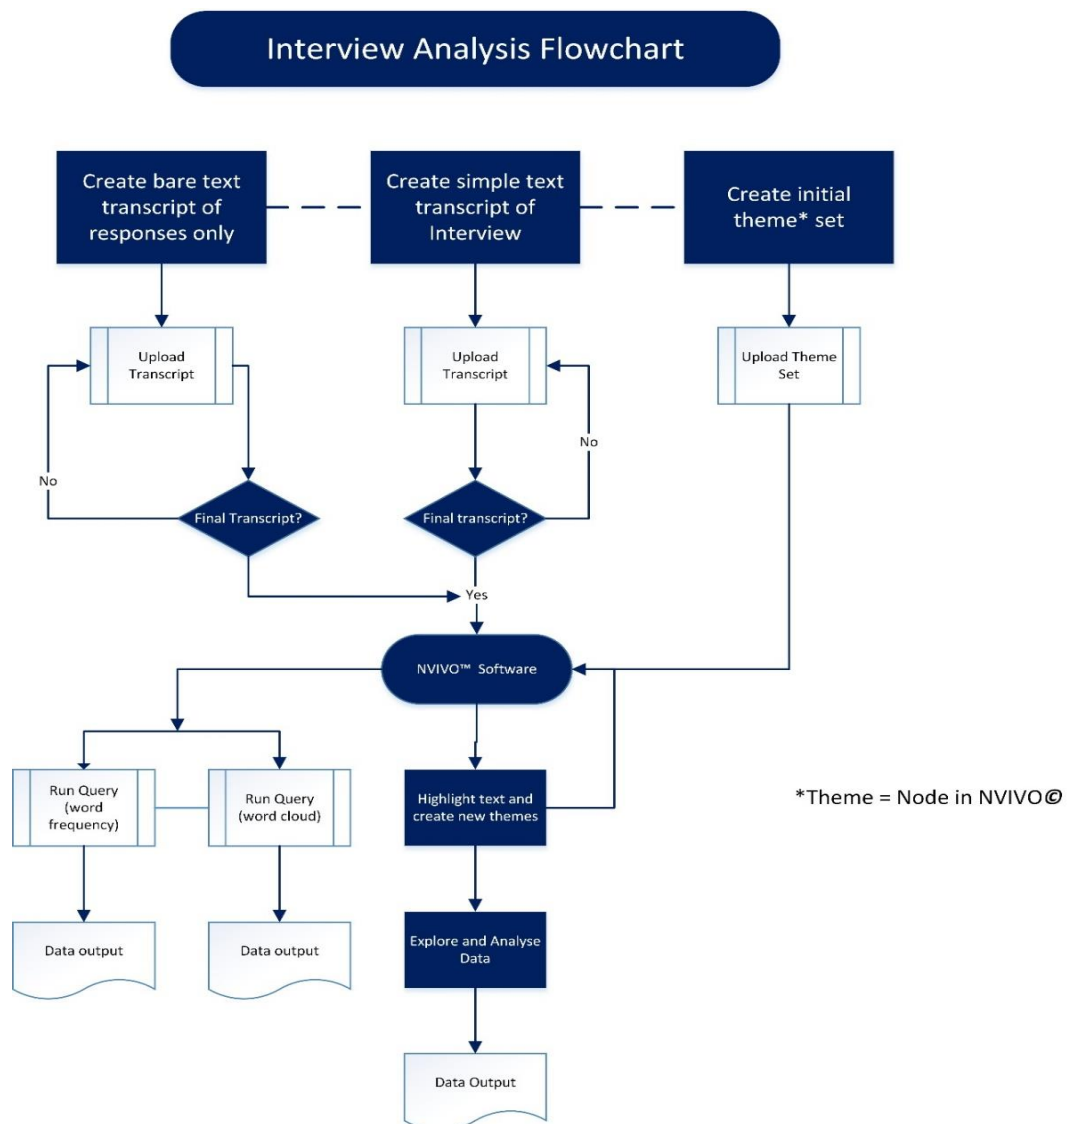 Interview Analysis Flowchart
Create bare text
transcript of
responses only
Create simple text
transcript of
Interview
Create initial
theme* set
Upload
Transcript
Upload
Transcript
Upload Theme
Set
No
No
Final Transcript?
Final transcript?
Yes
NVIVO™ Software
Run Query
(word
frequency)
Run Query
(word cloud)
Highlight text and
create new themes
*Theme = Node in NVIVO©
Data output
Data output
Explore and Analyse
Data
Data Output